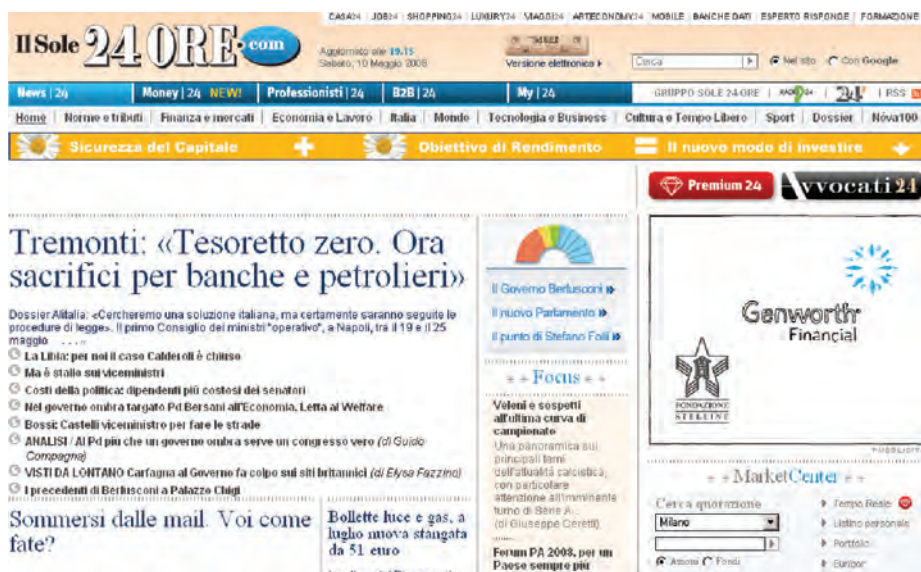 CASA24 | JOB24 | SHOPPING24 | LUXURY24 | VIAGGI24 | ARTECONOMY24 | MOBILE | BANCHE DATI | ESPERTO RISPONDE | FORMAZIONE
Il Sole 24 ORE.com
Aggiornato alle 19.15
Sabato, 10 Maggio 2008
Versione elettronica
Cerca
Nel sito
Con Google
News | 24
Money | 24 NEW!
Professionisti | 24
B2B | 24
My | 24
GRUPPO SOLE 24 ORE | RADIO 24 | 24 | RSS
Home | Norme e tributi | Finanza e mercati | Economia e Lavoro | Italia | Mondo | Tecnologia e Business | Cultura e Tempo Libero | Sport | Dossier | Nòva100
Sicurezza del Capitale + Obiettivo di Rendimento = Il nuovo modo di investire
Premium 24
Avvocati 24
Tremonti: «Tesoretto zero. Ora
sacrifici per banche e petrolieri»
Dossier Alitalia: «Cercheremo una soluzione italiana, ma certamente saranno seguite le
procedure di legge». Il primo Consiglio dei ministri "operativo", a Napoli, tra il 19 e il 25
maggio . . . »
La Libia: per noi il caso Calderoli è chiuso
Ma è stallo sui viceministri
Costi della politica: dipendenti più costosi dei senatori
Nel governo ombra targato Pd Bersani all'Economia, Letta al Welfare
Bossi: Castelli viceministro per fare le strade
ANALISI / Al Pd più che un governo ombra serve un congresso vero (di Guido
Compagna)
VISTI DA LONTANO Carfagna al Governo fa colpo sui siti britannici (di Elysa Fazzino)
I precedenti di Berlusconi a Palazzo Chigi
Sommersi dalle mail. Voi come
fate?
Bollette luce e gas, a
luglio nuova stangata
da 51 euro
Il Governo Berlusconi
Il nuovo Parlamento
Il punto di Stefano Folli
Focus
Veleni e sospetti
all'ultima curva di
campionato
Una panoramica sui
principali temi
dell'attualità calcistica,
con particolare
attenzione all'imminente
turno di Serie A...
(di Giuseppe Ceretti)
Forum PA 2008, per un
Paese sempre più
Genworth
Financial
FONDAZIONE
STELLINE
PUBBLICITÀ
MarketCenter
Cerca quotazione
Milano
Azioni
Fondi
Tempo Reale
Listino personale
Portfolio
Europor